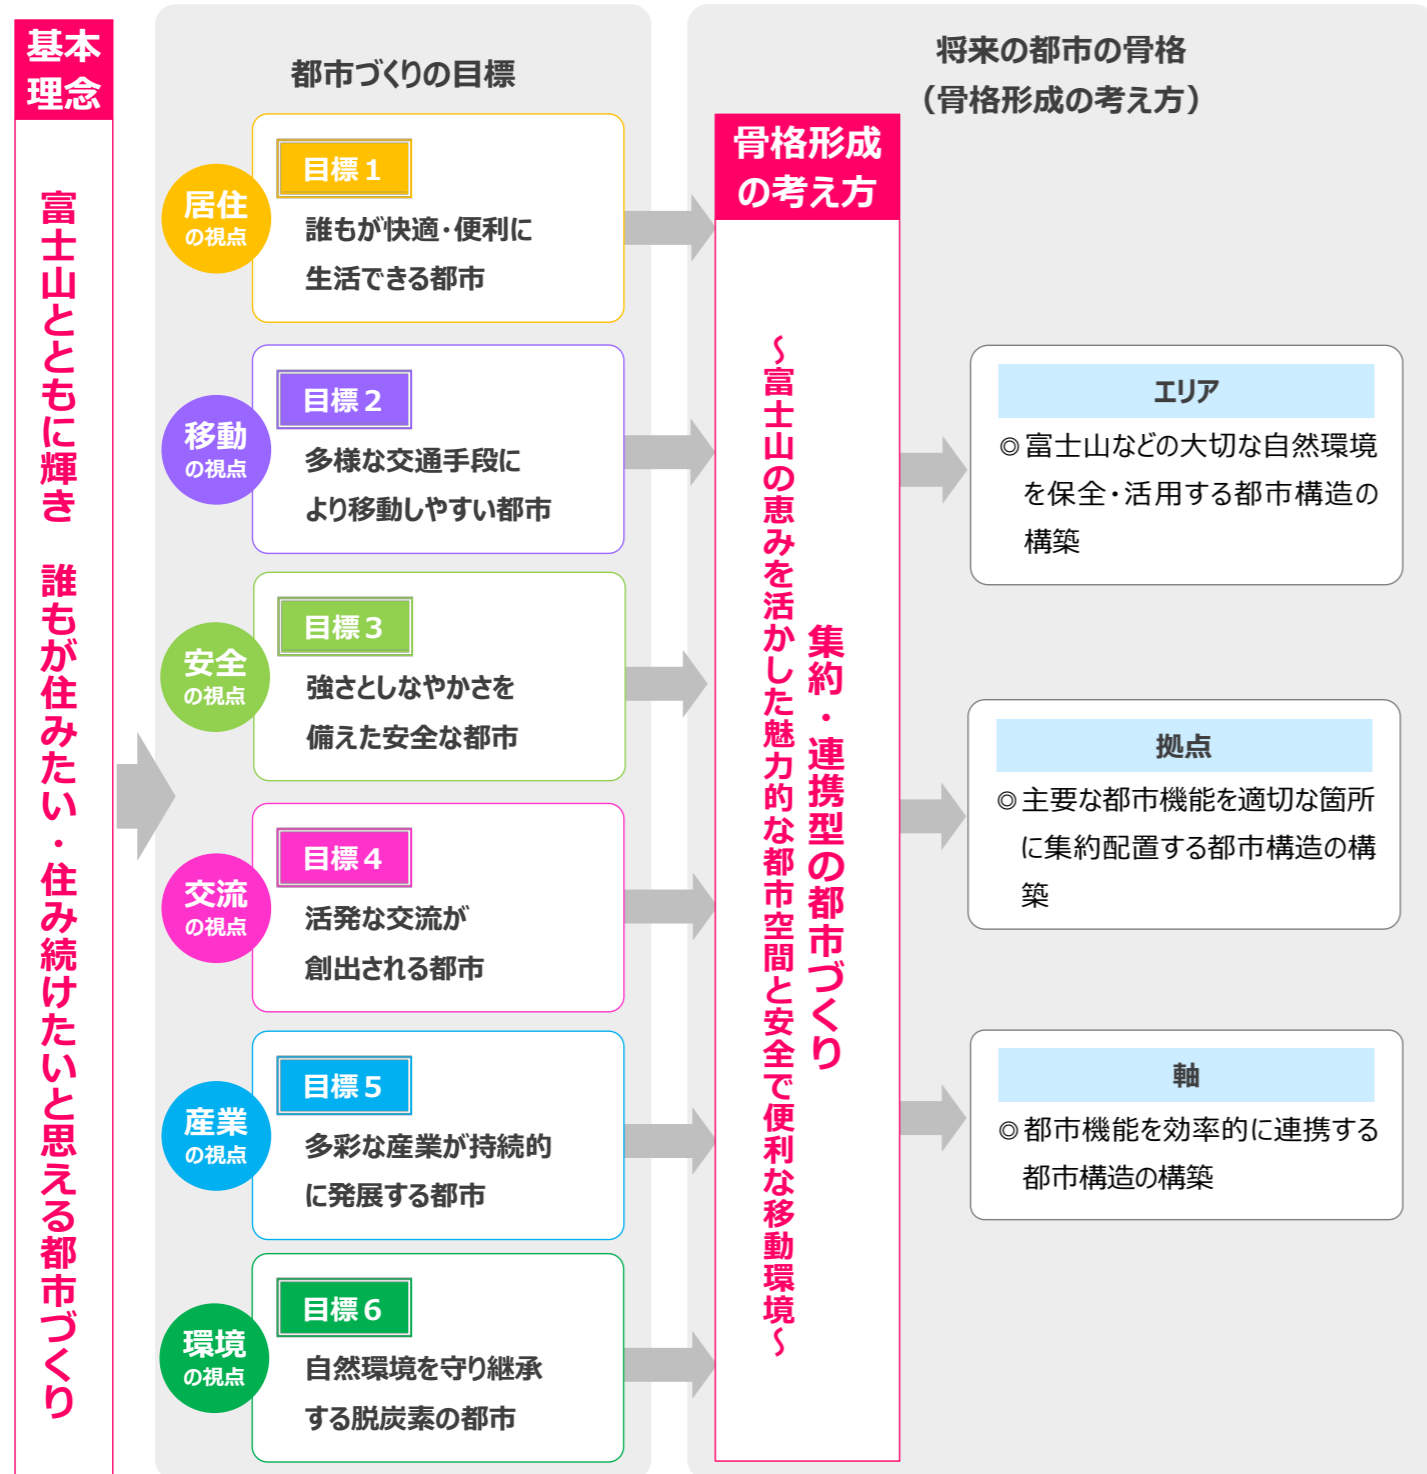 基本
理念
富士山とともに輝き　誰もが住みたい・住み続けたいと思える都市づくり
都市づくりの目標
居住
の視点
目標１
誰もが快適・便利に
生活できる都市
移動
の視点
目標２
多様な交通手段に
より移動しやすい都市
安全
の視点
目標３
強さとしなやかさを
備えた安全な都市
交流
の視点
目標４
活発な交流が
創出される都市
産業
の視点
目標５
多彩な産業が持続的
に発展する都市
環境
の視点
目標６
自然環境を守り継承
する脱炭素の都市
将来の都市の骨格
（骨格形成の考え方）
骨格形成
の考え方
集約・連携型の都市づくり
～富士山の恵みを活かした魅力的な都市空間と安全で便利な移動環境～
エリア
◎富士山などの大切な自然環境
を保全・活用する都市構造の
構築
拠点
◎主要な都市機能を適切な箇所
に集約配置する都市構造の構
築
軸
◎都市機能を効率的に連携する
都市構造の構築